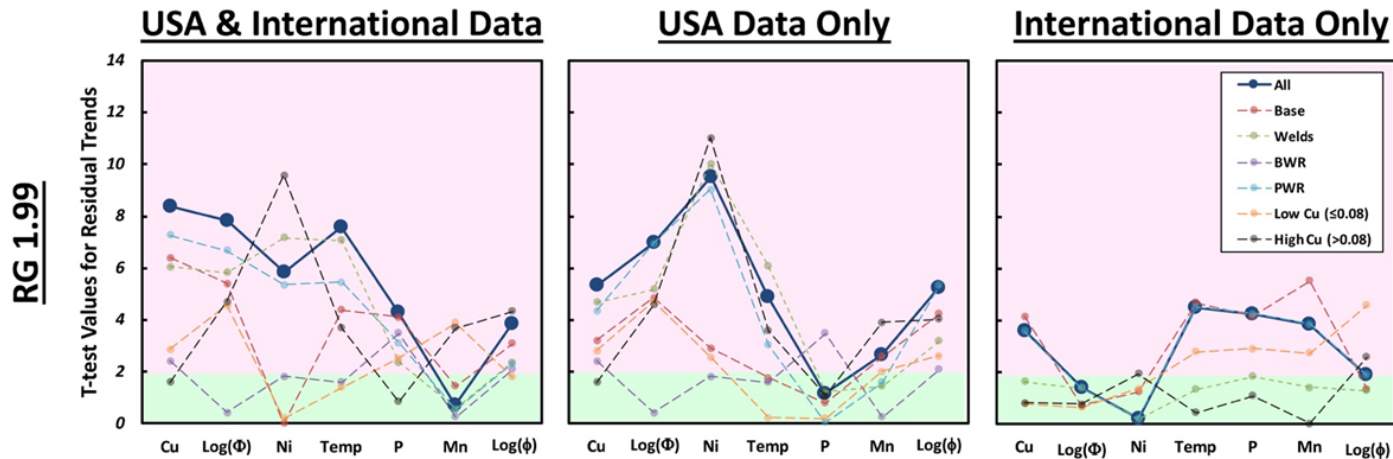 USA & International Data
USA Data Only
International Data Only
RG 1.99
T-test Values for Residual Trends
14
12
10
8
6
4
2
0
Cu Log(Φ) Ni Temp P Mn Log(ϕ)
Cu Log(Φ) Ni Temp P Mn Log(ϕ)
Cu Log(Φ) Ni Temp P Mn Log(ϕ)
All
Base
Welds
BWR
PWR
Low Cu (≤0.08)
High Cu (>0.08)